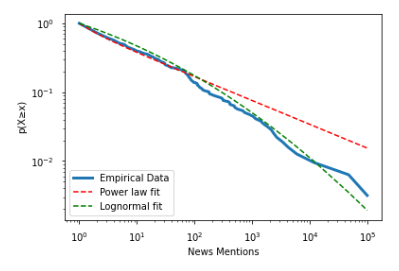 p(X≥x)
10⁰
10⁻¹
10⁻²
Empirical Data
Power law fit
Lognormal fit
10⁰ 10¹ 10² 10³ 10⁴ 10⁵
News Mentions